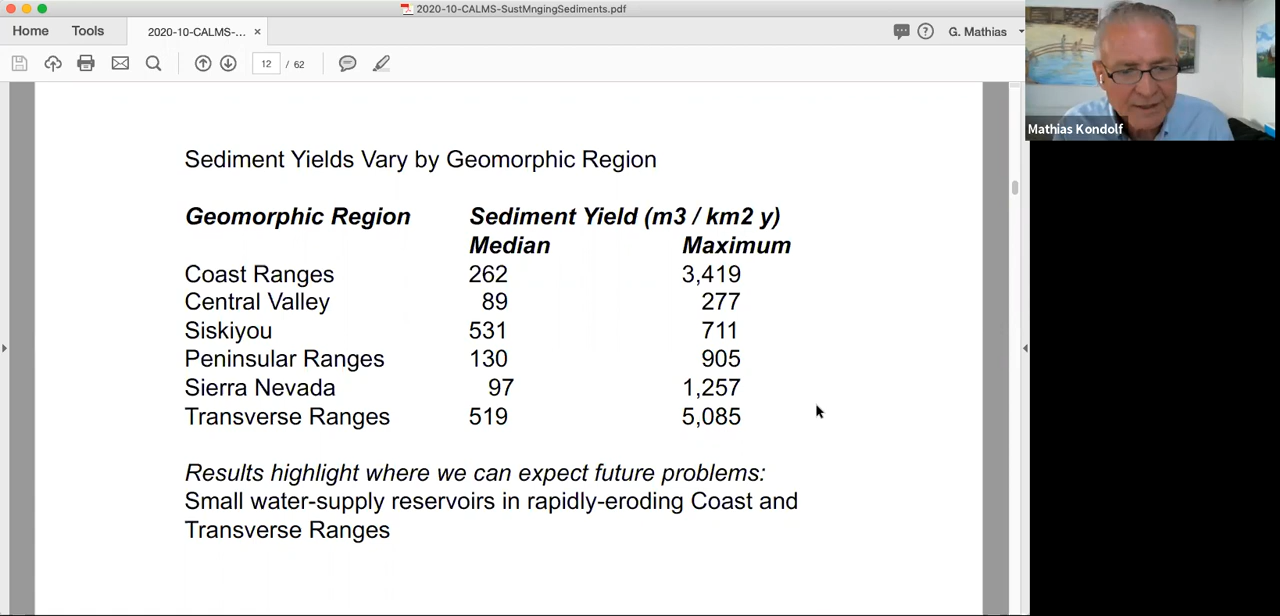 2020-10-CALMS-SustMngingSediments.pdf
Home Tools 2020-10-CALMS-... × G. Mathias
12 / 62
Sediment Yields Vary by Geomorphic Region
Geomorphic Region Sediment Yield (m3 / km2 y)
Median Maximum
Coast Ranges 262 3,419
Central Valley 89 277
Siskiyou 531 711
Peninsular Ranges 130 905
Sierra Nevada 97 1,257
Transverse Ranges 519 5,085
Results highlight where we can expect future problems:
Small water-supply reservoirs in rapidly-eroding Coast and
Transverse Ranges
Mathias Kondolf